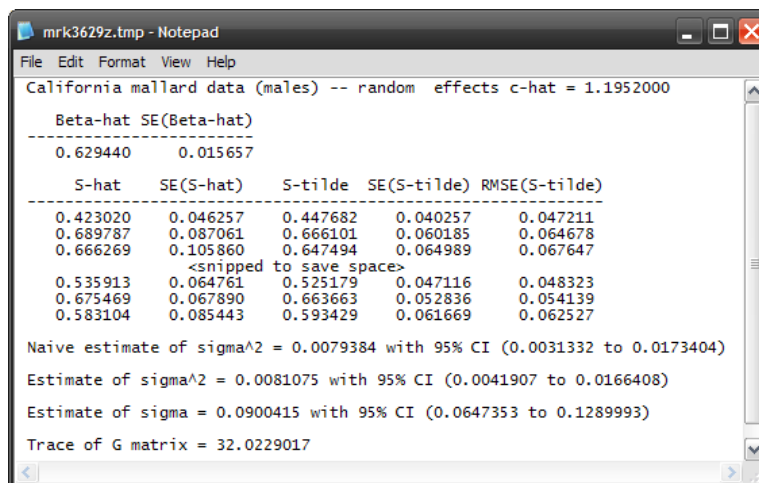 mrk3629z.tmp - Notepad
File Edit Format View Help
California mallard data (males) -- random effects c-hat = 1.1952000
Beta-hat SE(Beta-hat)
-------------------------
0.629440 0.015657
S-hat SE(S-hat) S-tilde SE(S-tilde) RMSE(S-tilde)
----------------------------------------------------------------
0.423020 0.046257 0.447682 0.040257 0.047211
0.689787 0.087061 0.666101 0.060185 0.064678
0.666269 0.105860 0.647494 0.064989 0.067647
<snipped to save space>
0.535913 0.064761 0.525179 0.047116 0.048323
0.675469 0.067890 0.663663 0.052836 0.054139
0.583104 0.085443 0.593429 0.061669 0.062527
Naive estimate of sigma^2 = 0.0079384 with 95% CI (0.0031332 to 0.0173404)
Estimate of sigma^2 = 0.0081075 with 95% CI (0.0041907 to 0.0166408)
Estimate of sigma = 0.0900415 with 95% CI (0.0647353 to 0.1289993)
Trace of G matrix = 32.0229017